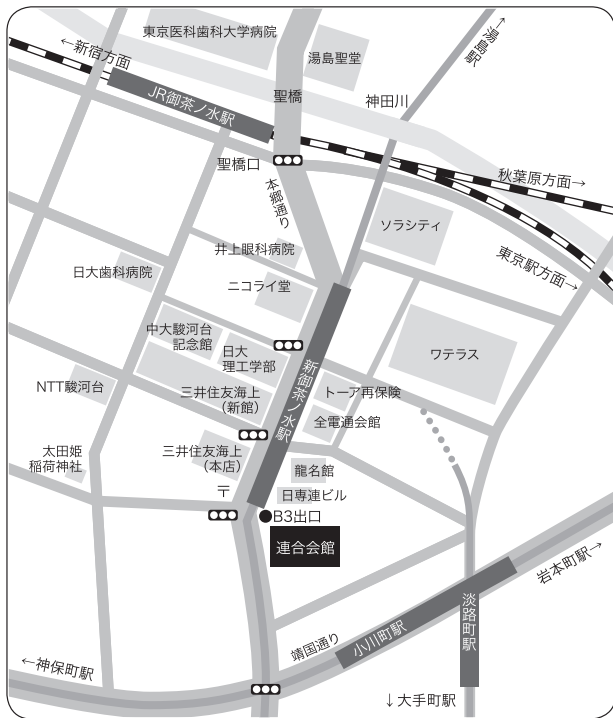 東京医科歯科大学病院
←新宿方面
湯島聖堂
→湯島駅
JR御茶ノ水駅
聖橋
神田川
聖橋口
秋葉原方面→
本郷通り
ソラシティ
井上眼科病院
東京駅方面→
日大歯科病院
ニコライ堂
中大駿河台
記念館
日大
理工学部
ワテラス
新御茶ノ水駅
NTT駿河台
三井住友海上
（新館）
トーア再保険
全電通会館
太田姫
稲荷神社
三井住友海上
（本店）
龍名館
〒
日専連ビル
B3出口
連合会館
岩本町駅→
淡路町駅
靖国通り
小川町駅
←神保町駅
↓大手町駅